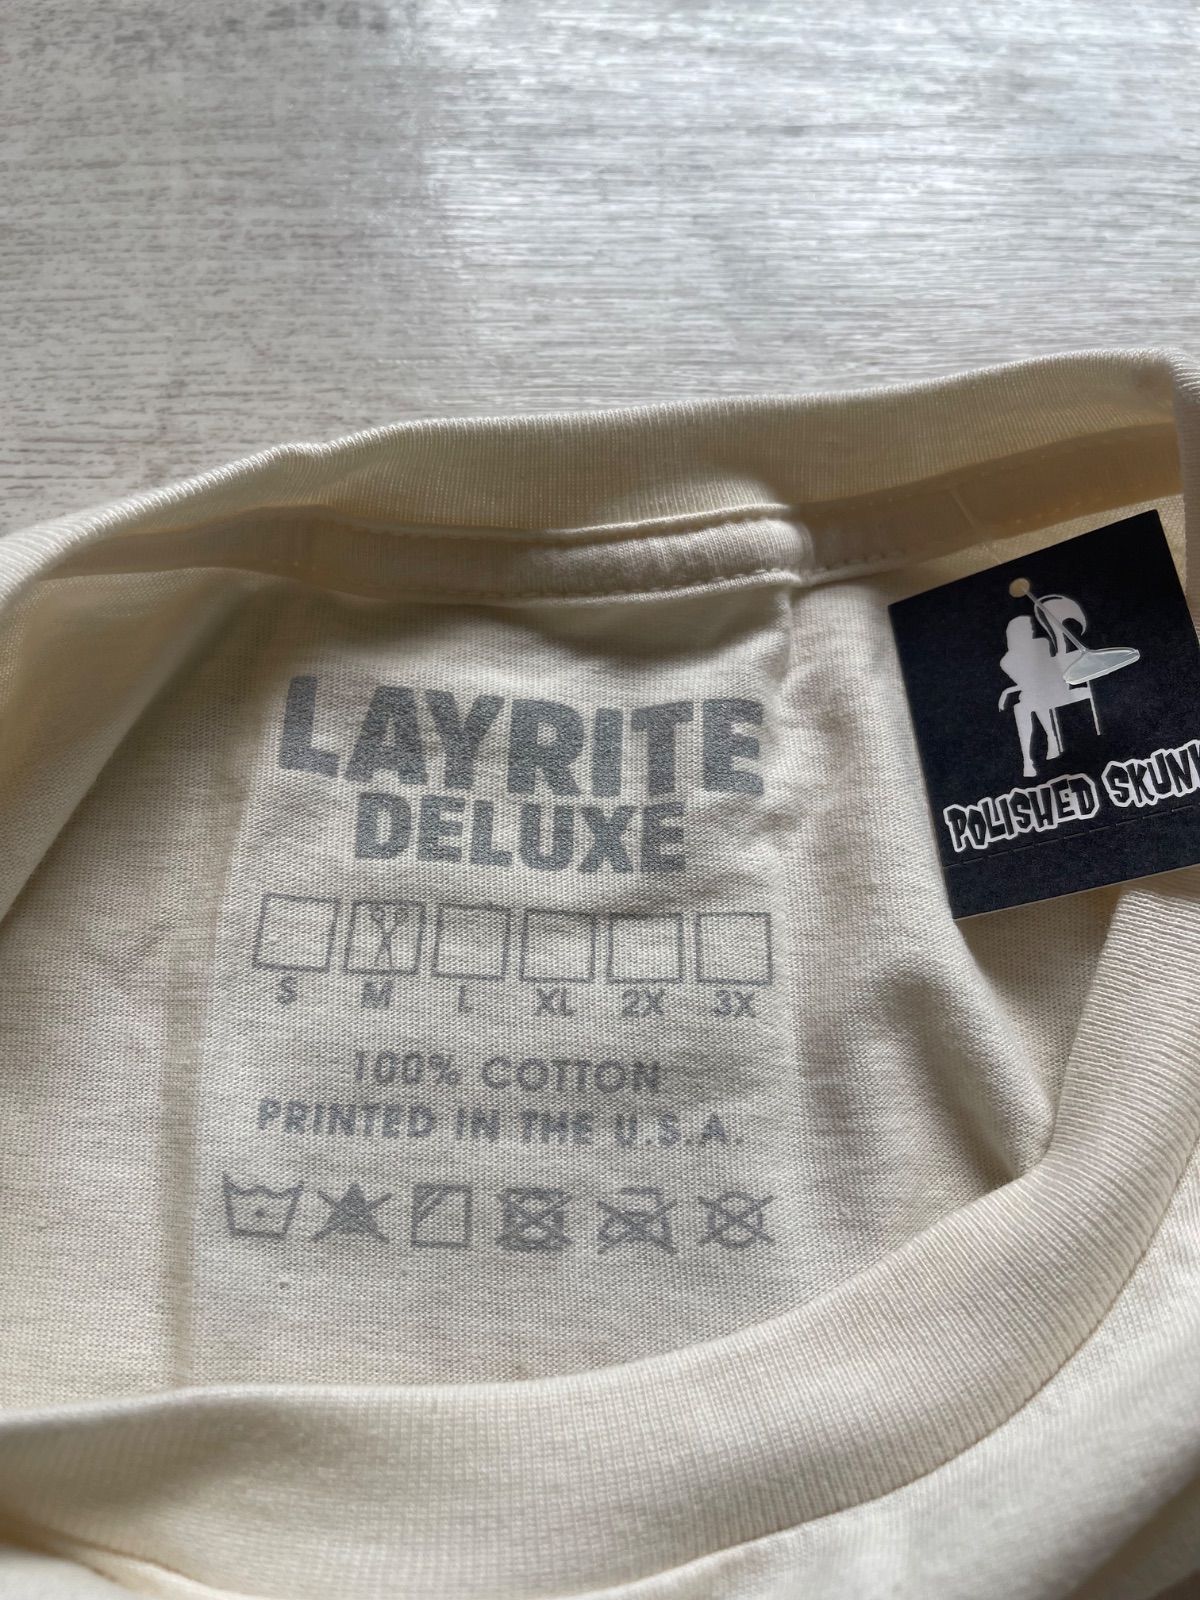 LAYRITE
DELUXE
S M L XL 2X 3X
100% COTTON
PRINTED IN THE U.S.A.
POLISHED SKUNK